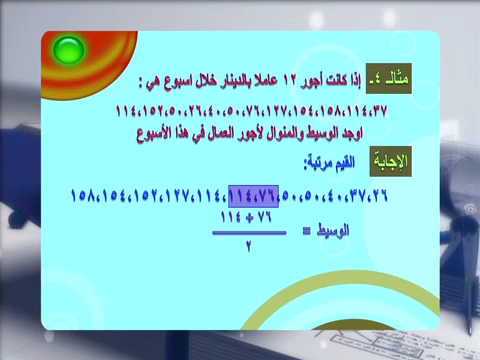 مثال ٤-
إذا كانت أجور ١٢ عاملا بالدينار خلال اسبوع هي :
١١٤،١٥٢،٥٠،٢٦،٤٠،٥٠،٧٦،١٢٧،١٥٤،١٥٨،١١٤،٣٧
اوجد الوسيط والمنوال لأجور العمال في هذا الأسبوع
الإجابة
القيم مرتبة:
١٥٨،١٥٤،١٥٢،١٢٧،١١٤،١١٤،٧٦،٥٠،٥٠،٤٠،٣٧،٢٦
الوسيط =
١١٤ + ٧٦
٢